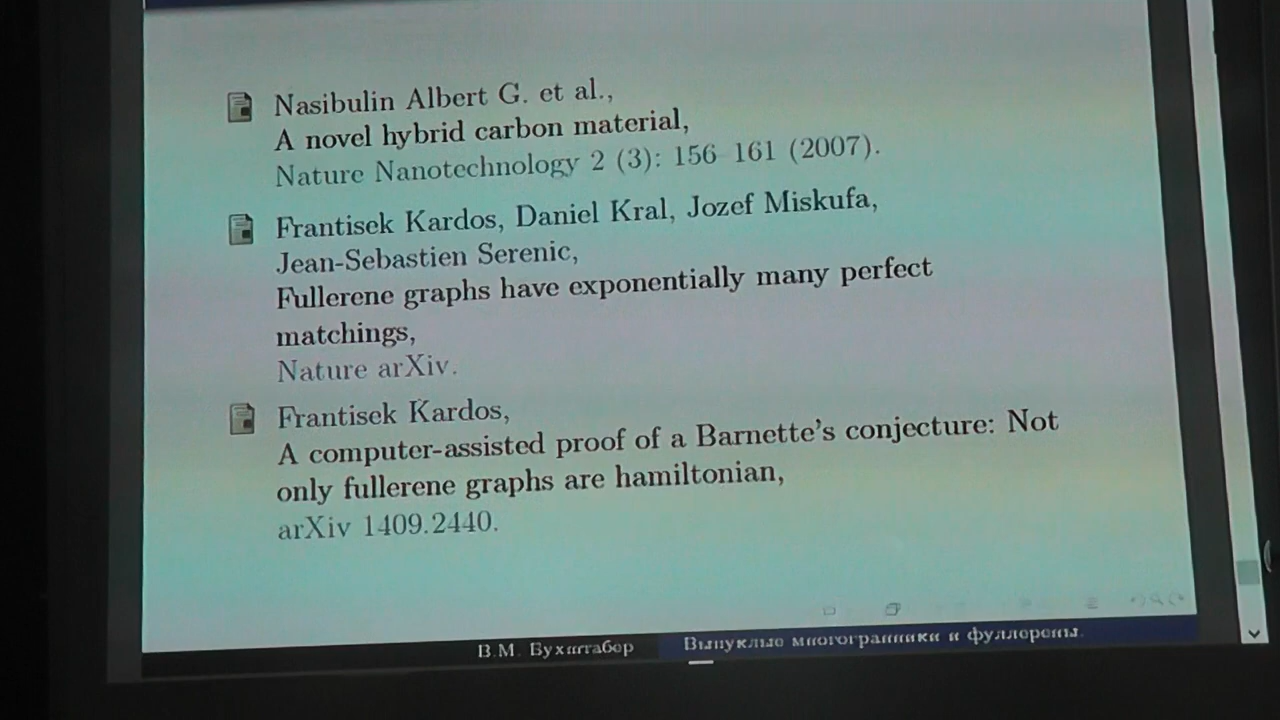 Nasibulin Albert G. et al.,
A novel hybrid carbon material,
Nature Nanotechnology 2 (3): 156 161 (2007).
Frantisek Kardos, Daniel Kral, Jozef Miskufa,
Jean-Sebastien Serenic,
Fullerene graphs have exponentially many perfect
matchings,
Nature arXiv.
Frantisek Kardos,
A computer-assisted proof of a Barnette's conjecture: Not
only fullerene graphs are hamiltonian,
arXiv 1409.2440.
В.М. Бухштабер
Выпуклые многогранники и фуллерены.